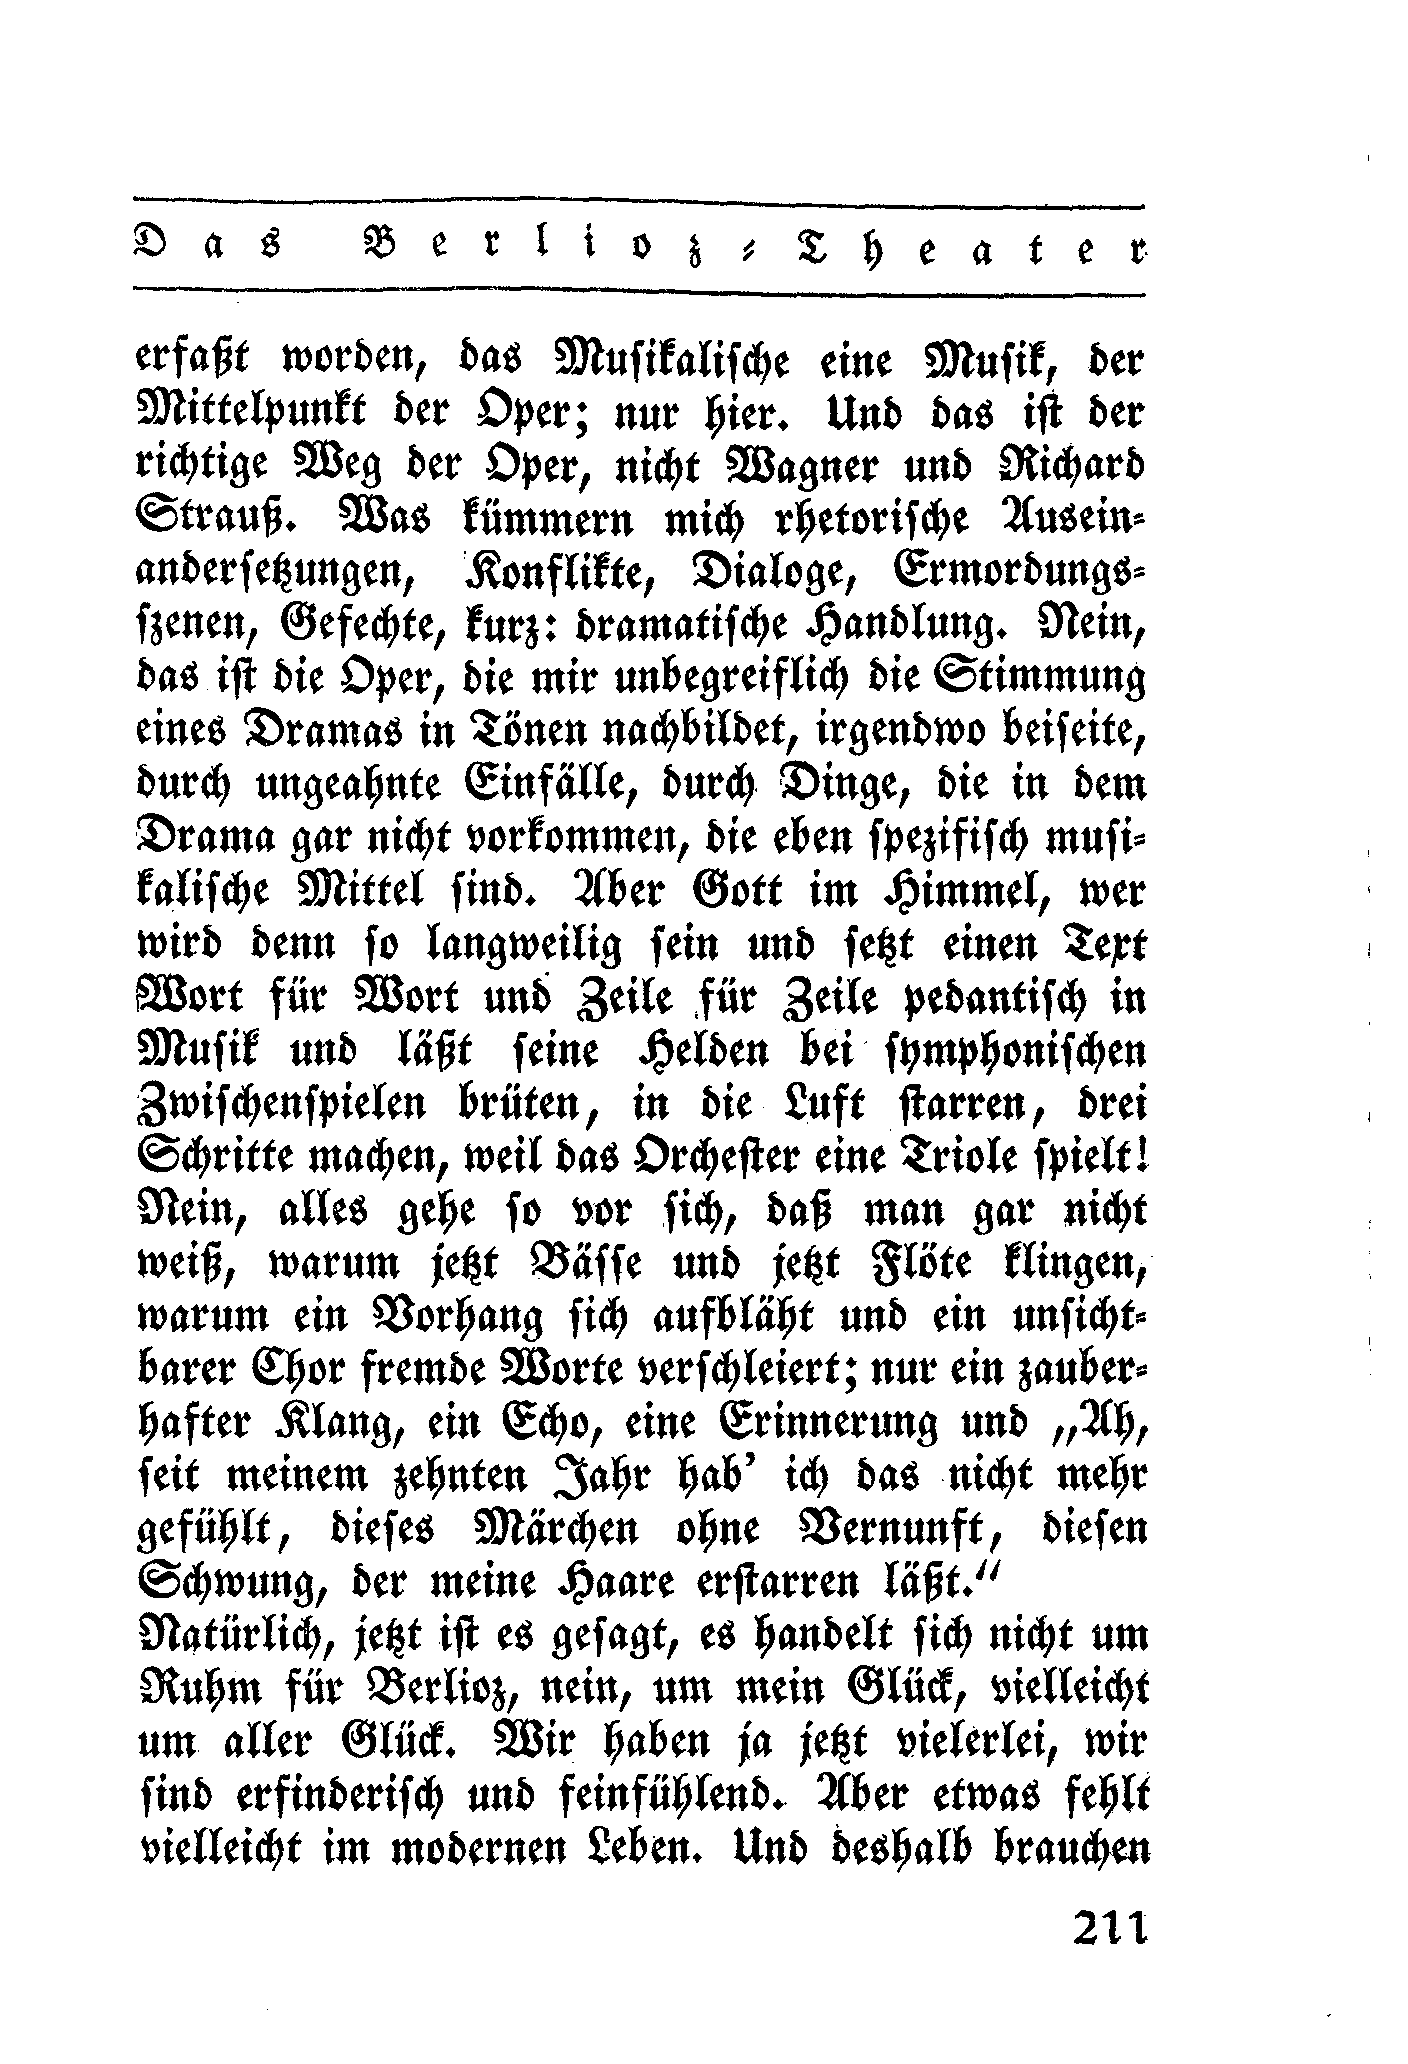 Das Berlioz-Theater
erfaßt worden, das Musikalische eine Musik, der
Mittelpunkt der Oper; nur hier. Und das ist der
richtige Weg der Oper, nicht Wagner und Richard
Strauß. Was kümmern mich rhetorische Ausein-
andersetzungen, Konflikte, Dialoge, Ermordungs-
szenen, Gefechte, kurz: dramatische Handlung. Nein,
das ist die Oper, die mir unbegreiflich die Stimmung
eines Dramas in Tönen nachbildet, irgendwo beiseite,
durch ungeahnte Einfälle, durch Dinge, die in dem
Drama gar nicht vorkommen, die eben spezifisch musi-
kalische Mittel sind. Aber Gott im Himmel, wer
wird denn so langweilig sein und setzt einen Text
Wort für Wort und Zeile für Zeile pedantisch in
Musik und läßt seine Helden bei symphonischen
Zwischenspielen brüten, in die Luft starren, drei
Schritte machen, weil das Orchester eine Triole spielt!
Nein, alles gehe so vor sich, daß man gar nicht
weiß, warum jetzt Bässe und jetzt Flöte klingen,
warum ein Vorhang sich aufbläht und ein unsicht-
barer Chor fremde Worte verschleiert; nur ein zauber-
hafter Klang, ein Echo, eine Erinnerung und „Ah,
seit meinem zehnten Jahr hab’ ich das nicht mehr
gefühlt, dieses Märchen ohne Vernunft, diesen
Schwung, der meine Haare erstarren läßt.“
Natürlich, jetzt ist es gesagt, es handelt sich nicht um
Ruhm für Berlioz, nein, um mein Glück, vielleicht
um aller Glück. Wir haben ja jetzt vielerlei, wir
sind erfinderisch und feinfühlend. Aber etwas fehlt
vielleicht im modernen Leben. Und deshalb brauchen
211